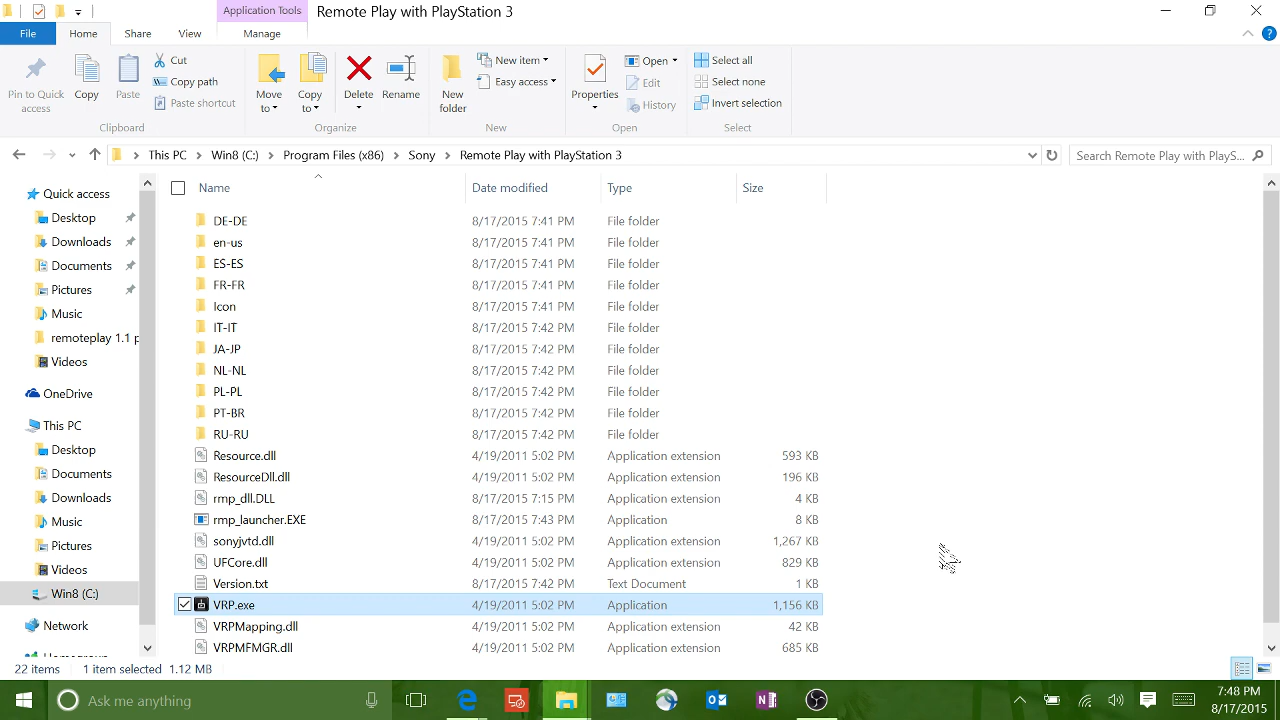 Application Tools
Remote Play with PlayStation 3
File
Home
Share
View
Manage
Pin to Quick access
Copy
Paste
Cut
Copy path
Paste shortcut
Clipboard
Move to
Copy to
Delete
Rename
Organize
New folder
New item
Easy access
New
Properties
Open
Edit
History
Open
Select all
Select none
Invert selection
Select
This PC
Win8 (C:)
Program Files (x86)
Sony
Remote Play with PlayStation 3
Search Remote Play with PlayS...
Quick access
Desktop
Downloads
Documents
Pictures
Music
remoteplay 1.1 p
Videos
OneDrive
This PC
Desktop
Documents
Downloads
Music
Pictures
Videos
Win8 (C:)
Network
Name Date modified Type Size
DE-DE 8/17/2015 7:41 PM File folder
en-us 8/17/2015 7:41 PM File folder
ES-ES 8/17/2015 7:41 PM File folder
FR-FR 8/17/2015 7:41 PM File folder
Icon 8/17/2015 7:41 PM File folder
IT-IT 8/17/2015 7:42 PM File folder
JA-JP 8/17/2015 7:42 PM File folder
NL-NL 8/17/2015 7:42 PM File folder
PL-PL 8/17/2015 7:42 PM File folder
PT-BR 8/17/2015 7:42 PM File folder
RU-RU 8/17/2015 7:42 PM File folder
Resource.dll 4/19/2011 5:02 PM Application extension 593 KB
ResourceDll.dll 4/19/2011 5:02 PM Application extension 196 KB
rmp_dll.DLL 8/17/2015 7:15 PM Application extension 4 KB
rmp_launcher.EXE 8/17/2015 7:43 PM Application 8 KB
sonyjvtd.dll 4/19/2011 5:02 PM Application extension 1,267 KB
UFCore.dll 4/19/2011 5:02 PM Application extension 829 KB
Version.txt 8/17/2015 7:42 PM Text Document 1 KB
VRP.exe 4/19/2011 5:02 PM Application 1,156 KB
VRPMapping.dll 4/19/2011 5:02 PM Application extension 42 KB
VRPMFMGR.dll 4/19/2011 5:02 PM Application extension 685 KB
22 items 1 item selected 1.12 MB
Ask me anything
7:48 PM
8/17/2015